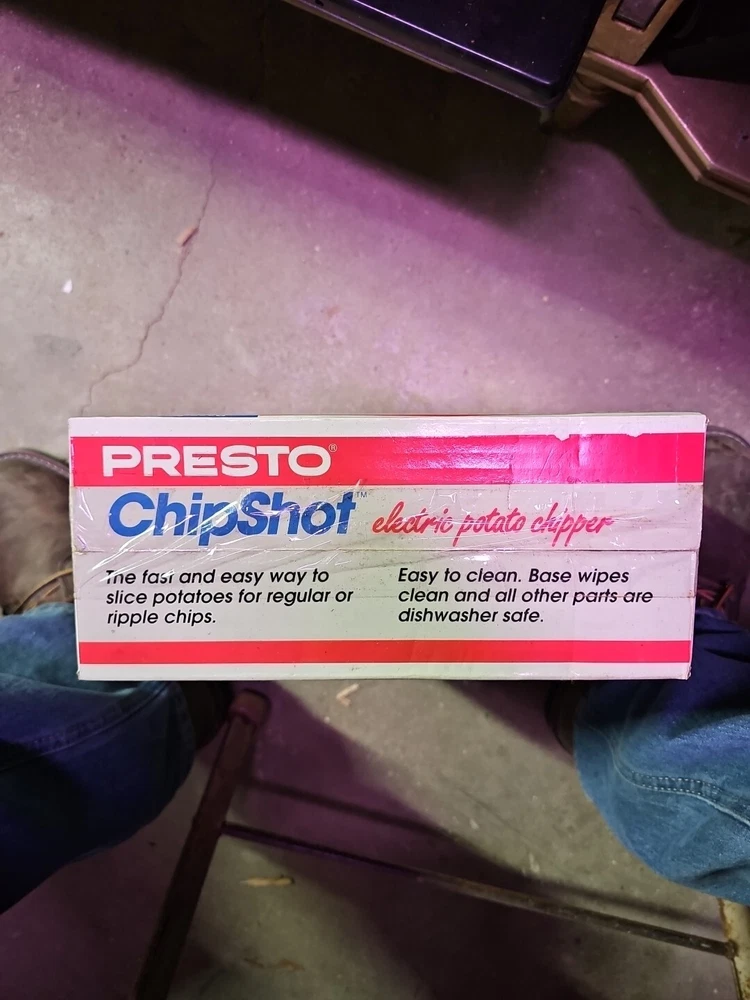 PRESTO®
ChipShot™ electric potato chipper
The fast and easy way to
slice potatoes for regular or
ripple chips.
Easy to clean. Base wipes
clean and all other parts are
dishwasher safe.